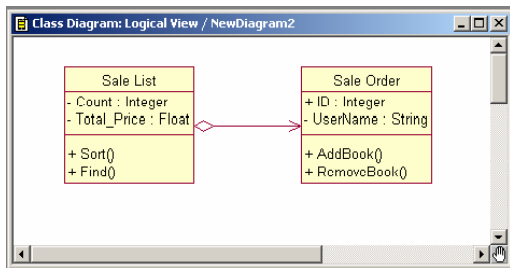 Class Diagram: Logical View / NewDiagram2
Sale List
- Count : Integer
- Total_Price : Float
+ Sort()
+ Find()
Sale Order
+ ID : Integer
- UserName : String
+ AddBook()
+ RemoveBook()